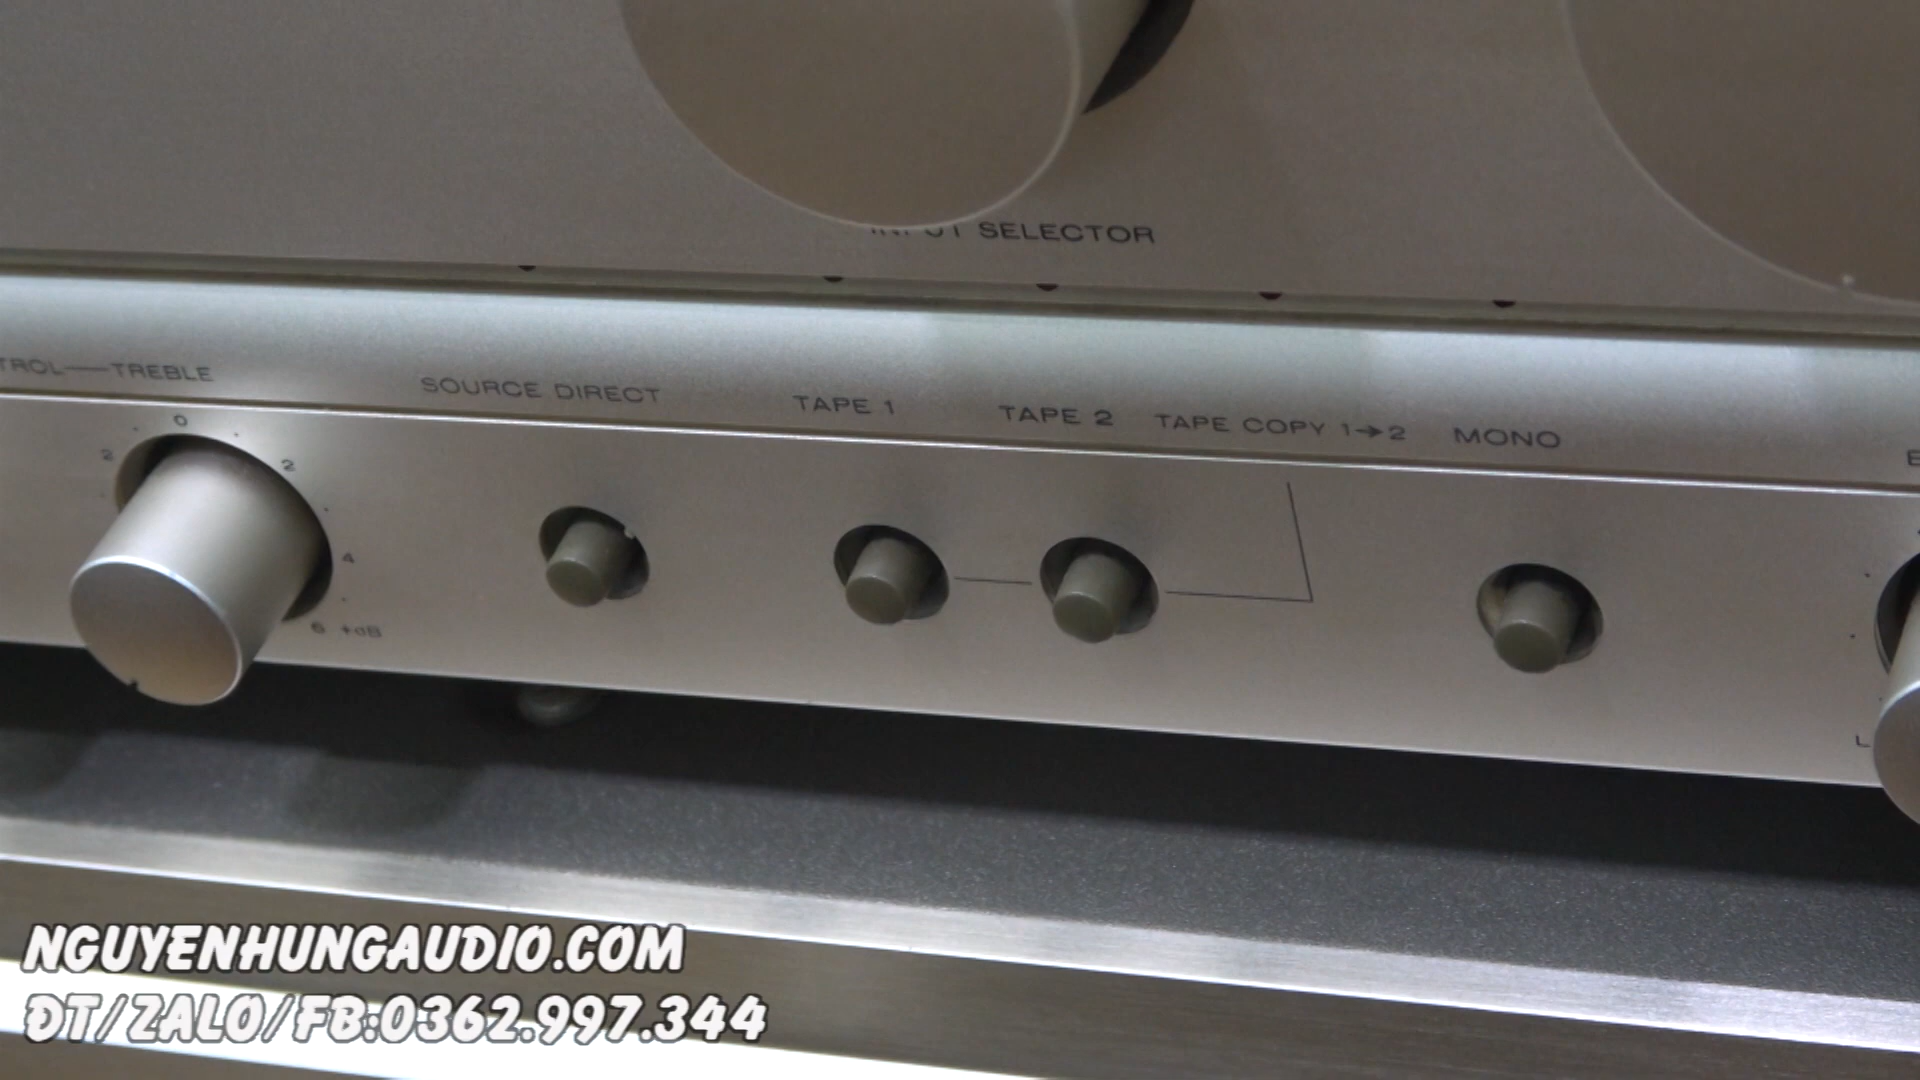 SELECTOR
TREBLE
SOURCE DIRECT
TAPE 1
TAPE 2
TAPE COPY 1→2
MONO
0
2
2
4
6 +dB
L
NGUYENHUNGAUDIO.COM
ĐT/ZALO/FB:0362.997.344